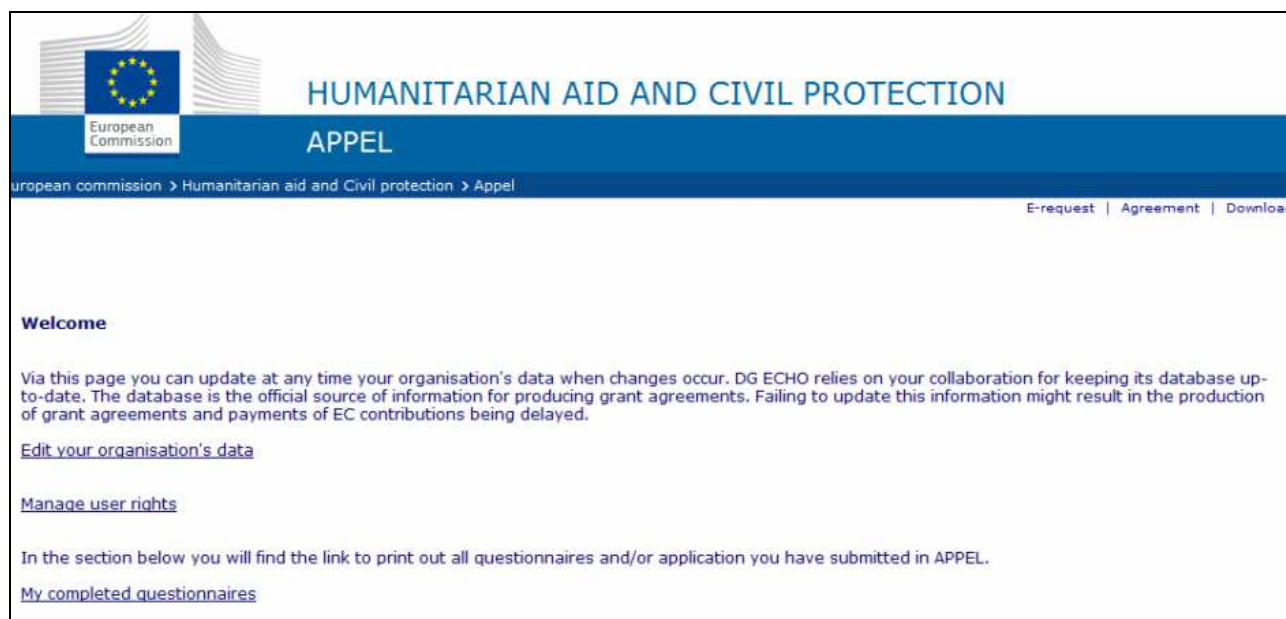 HUMANITARIAN AID AND CIVIL PROTECTION
European
Commission
APPEL
uropean commission > Humanitarian aid and Civil protection > Appel
E-request | Agreement | Downloa
Welcome
Via this page you can update at any time your organisation's data when changes occur. DG ECHO relies on your collaboration for keeping its database up-
to-date. The database is the official source of information for producing grant agreements. Failing to update this information might result in the production
of grant agreements and payments of EC contributions being delayed.
Edit your organisation's data
Manage user rights
In the section below you will find the link to print out all questionnaires and/or application you have submitted in APPEL.
My completed questionnaires